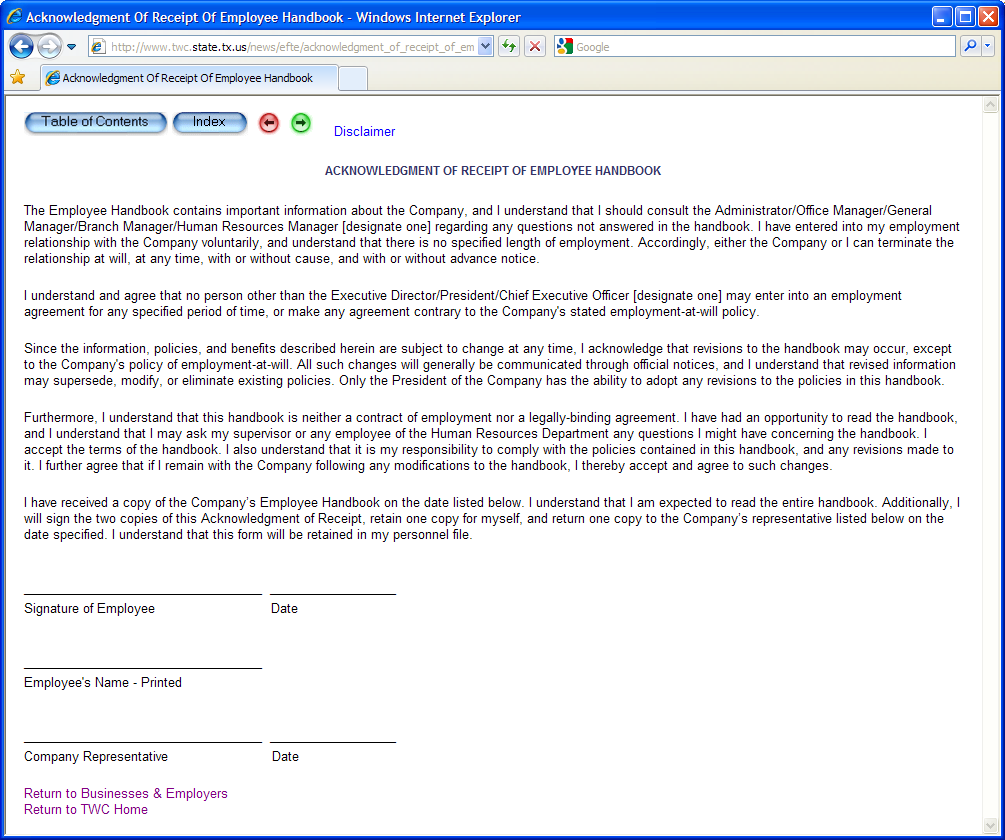 Acknowledgment Of Receipt Of Employee Handbook - Windows Internet Explorer
http://www.twc.state.tx.us/news/efte/acknowledgment_of_receipt_of_em
Google
Acknowledgment Of Receipt Of Employee Handbook
Table of Contents
Index
Disclaimer
ACKNOWLEDGMENT OF RECEIPT OF EMPLOYEE HANDBOOK
The Employee Handbook contains important information about the Company, and I understand that I should consult the Administrator/Office Manager/General
Manager/Branch Manager/Human Resources Manager [designate one] regarding any questions not answered in the handbook. I have entered into my employment
relationship with the Company voluntarily, and understand that there is no specified length of employment. Accordingly, either the Company or I can terminate the
relationship at will, at any time, with or without cause, and with or without advance notice.
I understand and agree that no person other than the Executive Director/President/Chief Executive Officer [designate one] may enter into an employment
agreement for any specified period of time, or make any agreement contrary to the Company's stated employment-at-will policy.
Since the information, policies, and benefits described herein are subject to change at any time, I acknowledge that revisions to the handbook may occur, except
to the Company's policy of employment-at-will. All such changes will generally be communicated through official notices, and I understand that revised information
may supersede, modify, or eliminate existing policies. Only the President of the Company has the ability to adopt any revisions to the policies in this handbook.
Furthermore, I understand that this handbook is neither a contract of employment nor a legally-binding agreement. I have had an opportunity to read the handbook,
and I understand that I may ask my supervisor or any employee of the Human Resources Department any questions I might have concerning the handbook. I
accept the terms of the handbook. I also understand that it is my responsibility to comply with the policies contained in this handbook, and any revisions made to
it. I further agree that if I remain with the Company following any modifications to the handbook, I thereby accept and agree to such changes.
I have received a copy of the Company's Employee Handbook on the date listed below. I understand that I am expected to read the entire handbook. Additionally, I
will sign the two copies of this Acknowledgment of Receipt, retain one copy for myself, and return one copy to the Company's representative listed below on the
date specified. I understand that this form will be retained in my personnel file.
Signature of Employee Date
Employee's Name - Printed
Company Representative Date
Return to Businesses & Employers
Return to TWC Home